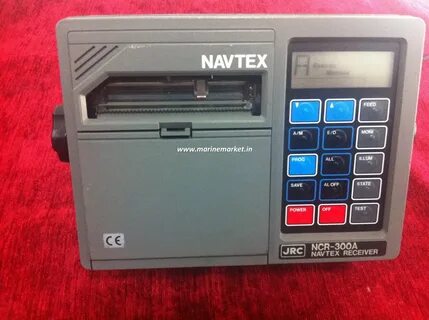 NAVTEX
www.marinemarket.in
A
▼ ▲ FEED
A/M E/O MONI
PROG ALL ILLUM
SAVE AL OFF STATE
POWER OFF TEST
CE
JRC NCR-300A
NAVTEX RECEIVER